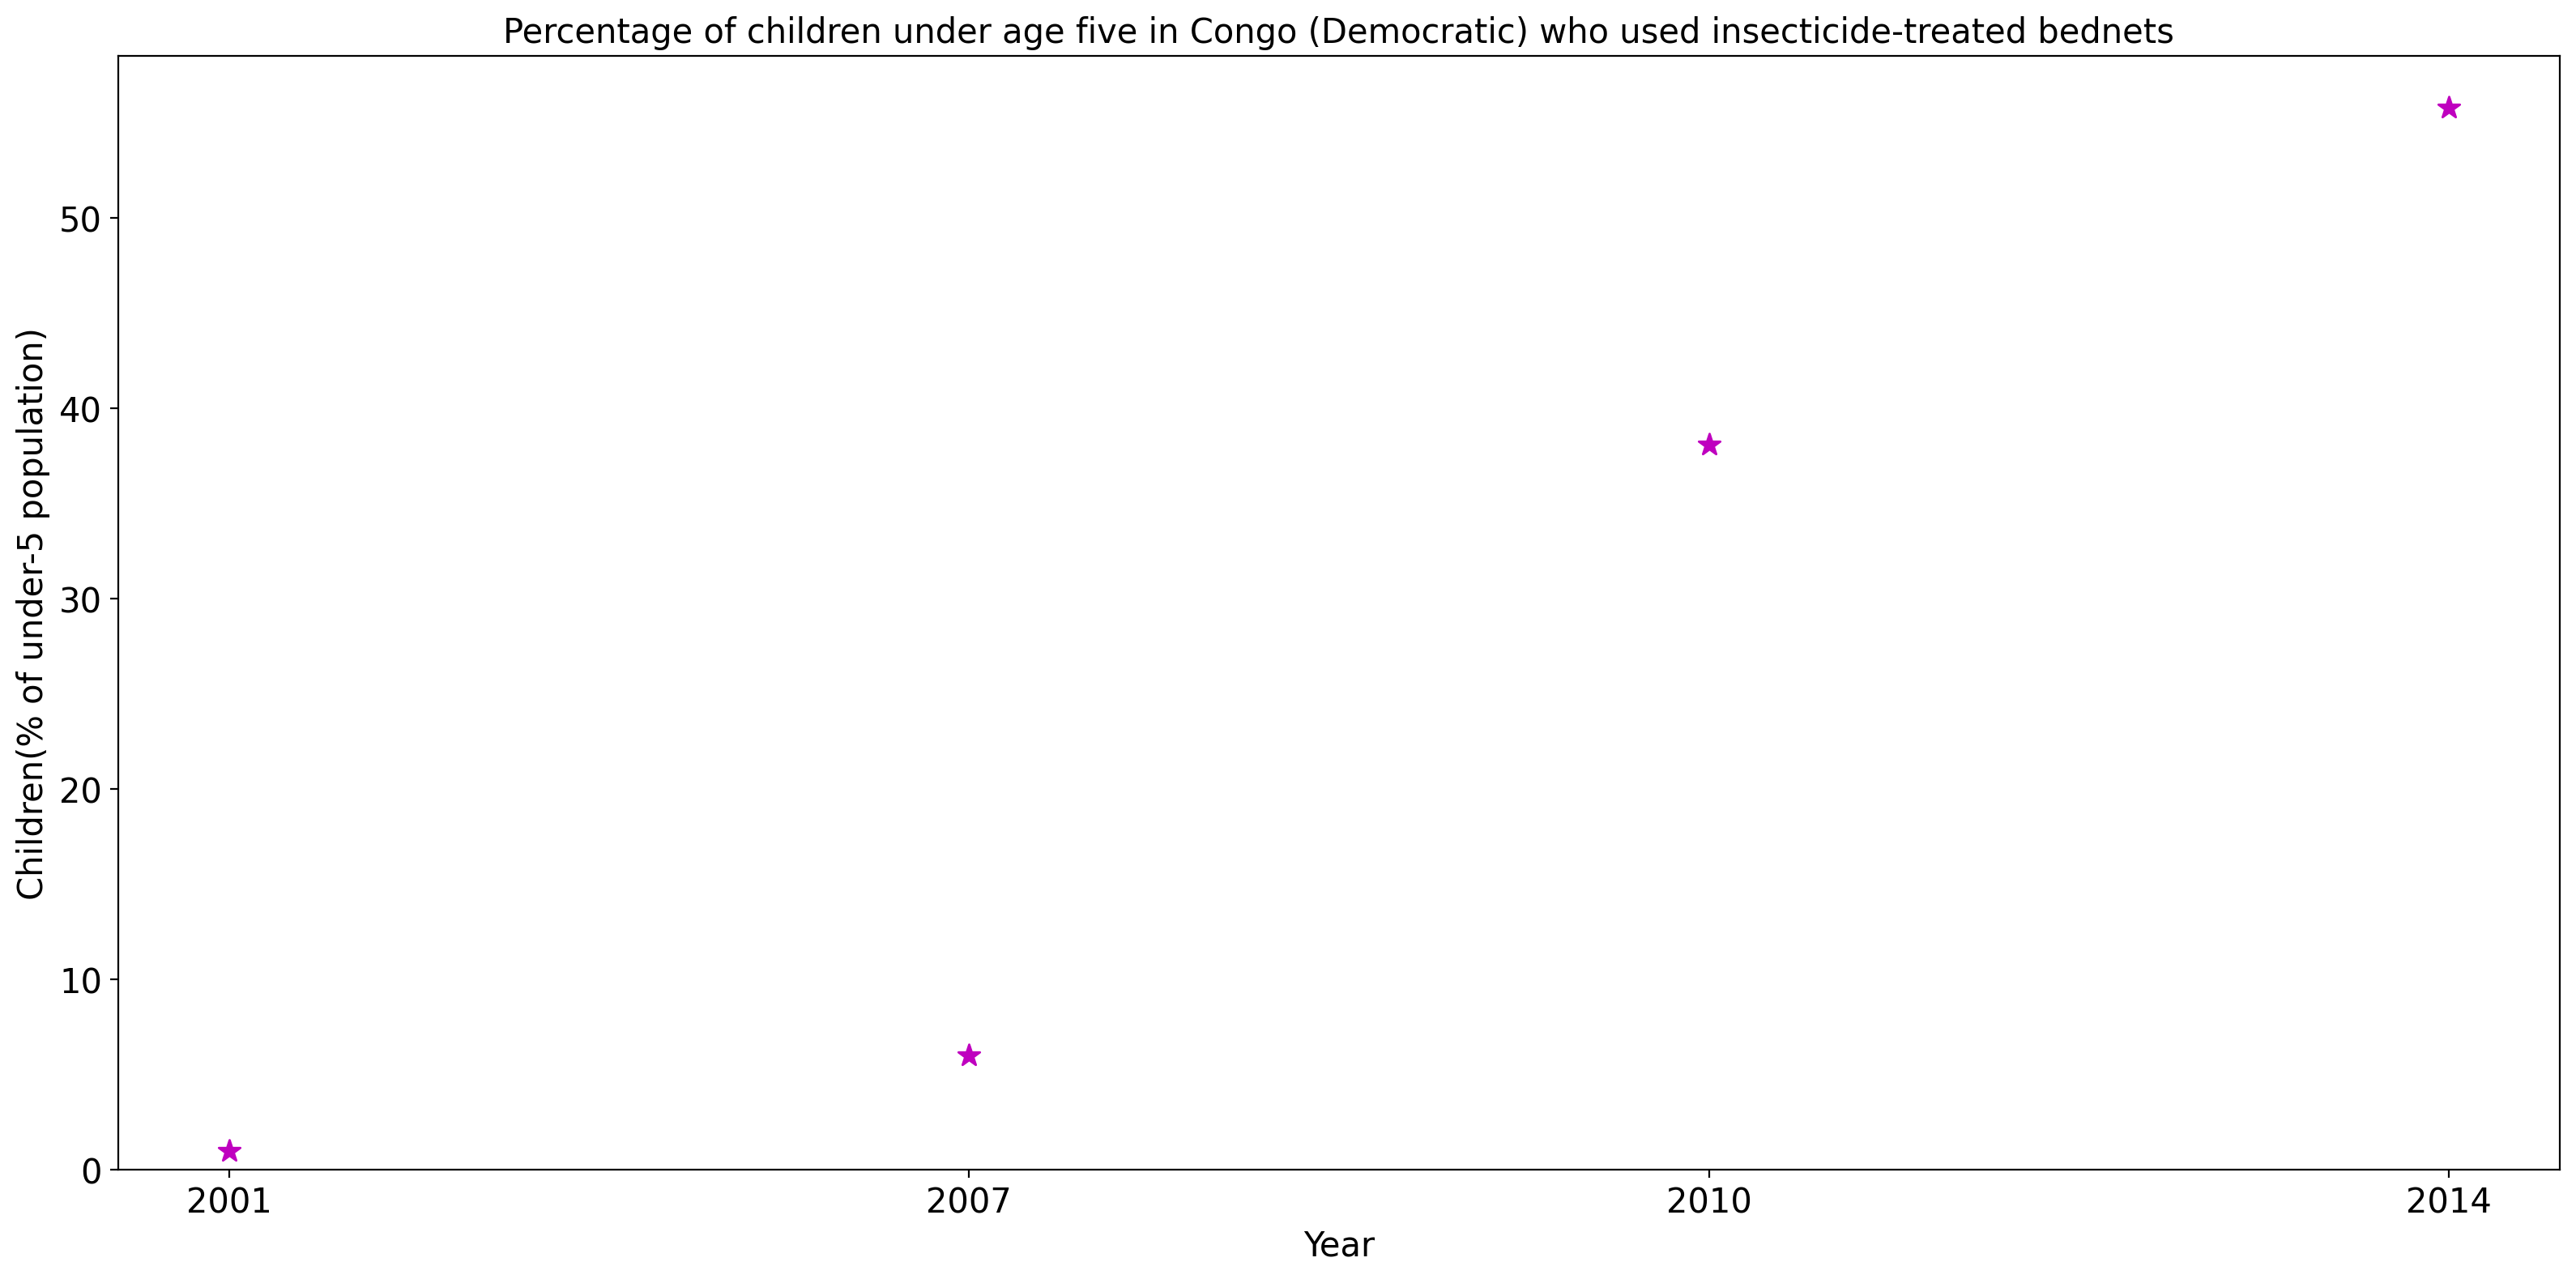 Percentage of children under age five in Congo (Democratic) who used insecticide-treated bednets
Children(% of under-5 population)
50
40
30
20
10
0
2001 2007 2010 2014
Year